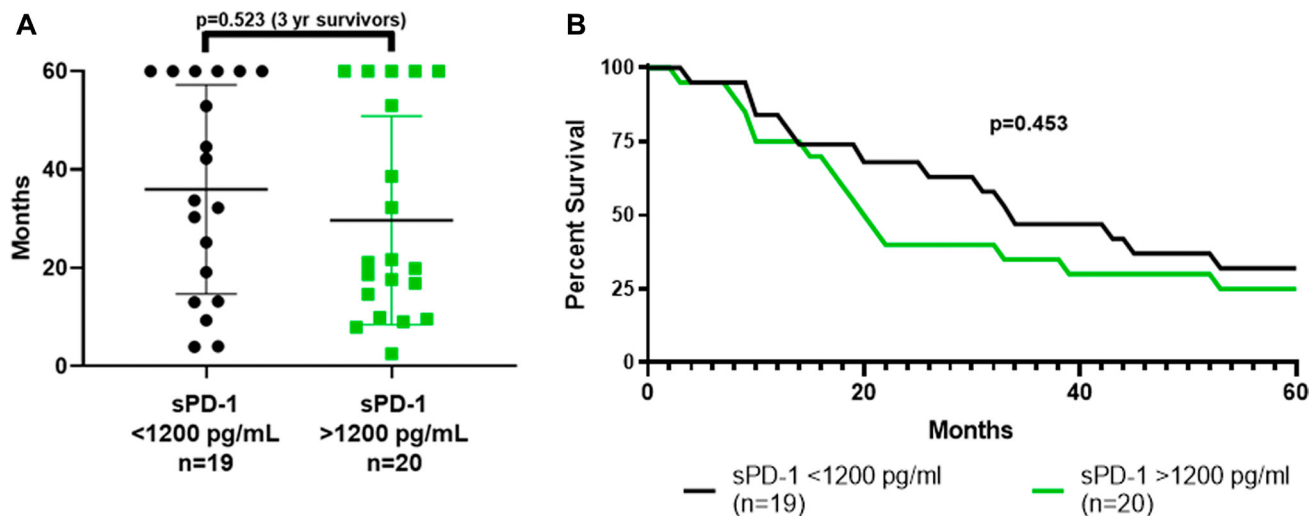 A
p=0.523 (3 yr survivors)
Months
60
40
20
0
sPD-1
<1200 pg/mL
n=19
sPD-1
>1200 pg/mL
n=20
B
Percent Survival
100
75
50
25
0
p=0.453
0
20
40
60
Months
sPD-1 <1200 pg/ml
(n=19)
sPD-1 >1200 pg/ml
(n=20)